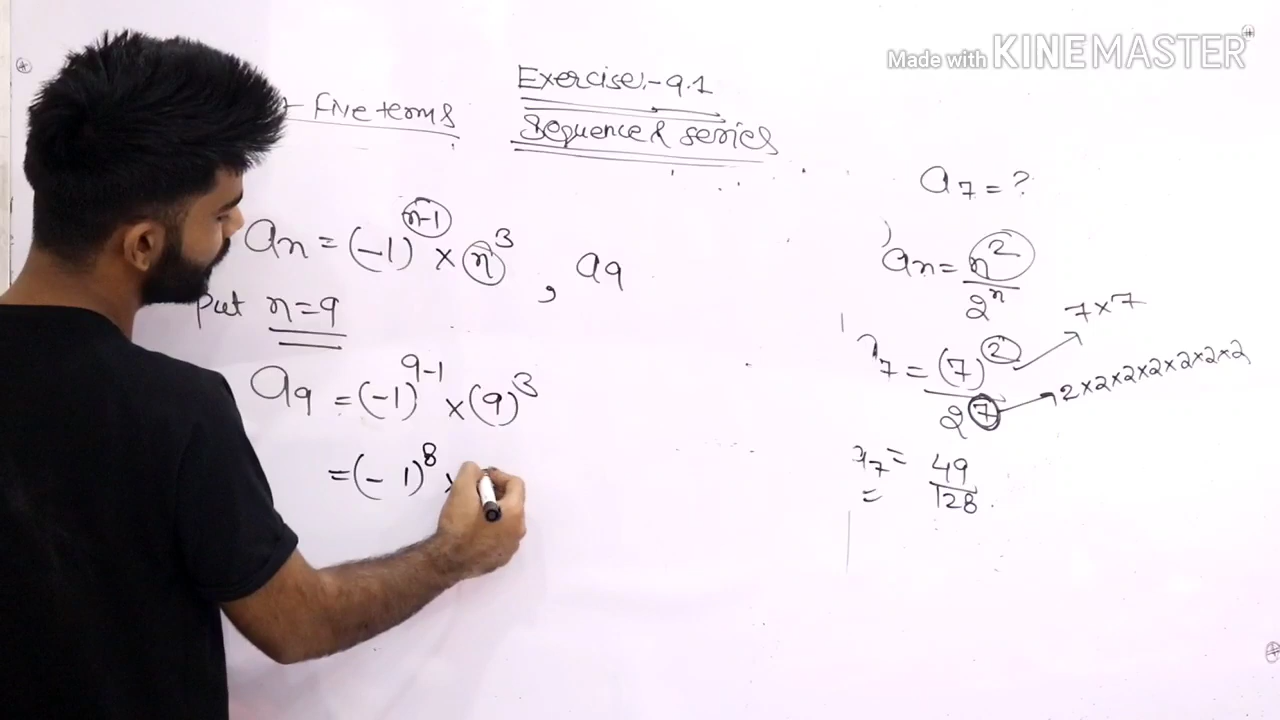 Made with KINEMASTER
Exercise:-9.1
Five terms
Sequence & series
an = (-1)^{n-1} × n^3 , a9
Put n=9
a9 = (-1)^{9-1} × (9)^3
= (-1)^8 ×
a7 = ?
an = n^2 / 2^n
7 = (7)^2 / 2^7
7×7
2×2×2×2×2×2×2
7 = 49 / 128
=